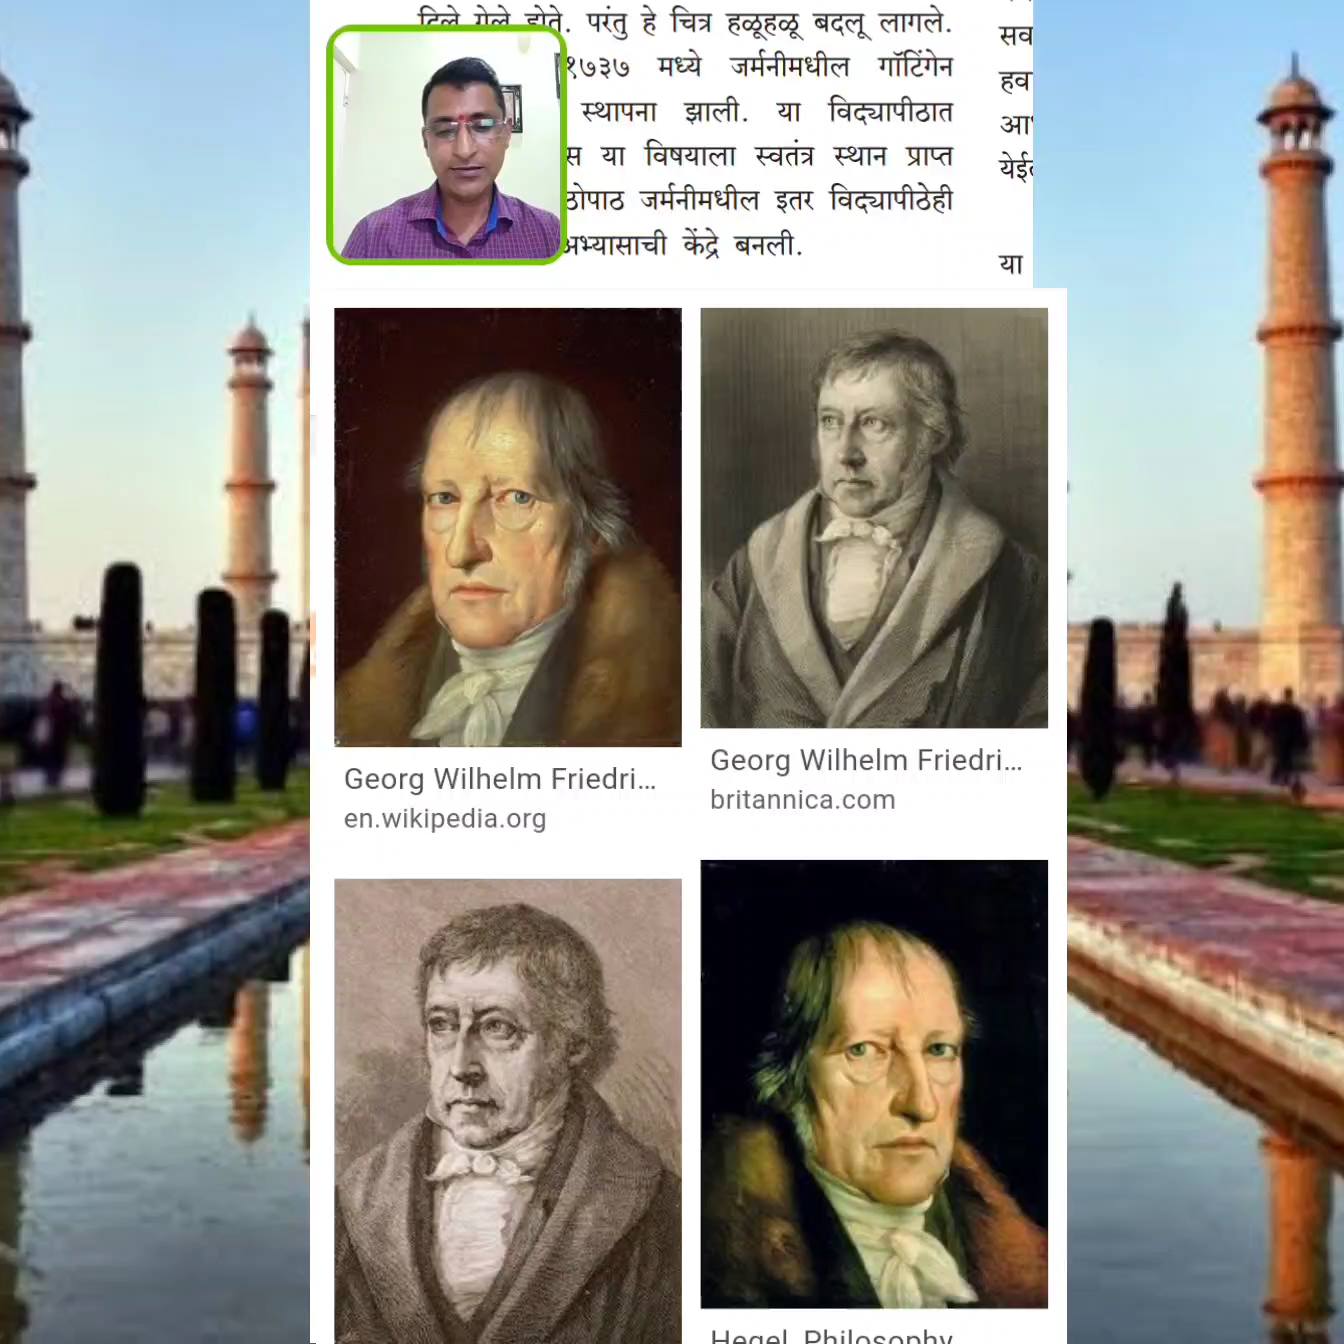 दिले गेले होते. परंतु हे चित्र हळूहळू बदलू लागले.
१७३७ मध्ये जर्मनीमधील गॉटिंगेन
स्थापना झाली. या विद्यापीठात
स या विषयाला स्वतंत्र स्थान प्राप्त
ठोपाठ जर्मनीमधील इतर विद्यापीठेही
अभ्यासाची केंद्रे बनली.
सव
हव
आ
येई
या
Georg Wilhelm Friedri...
en.wikipedia.org
Georg Wilhelm Friedri...
britannica.com
Hegel, Philosophy